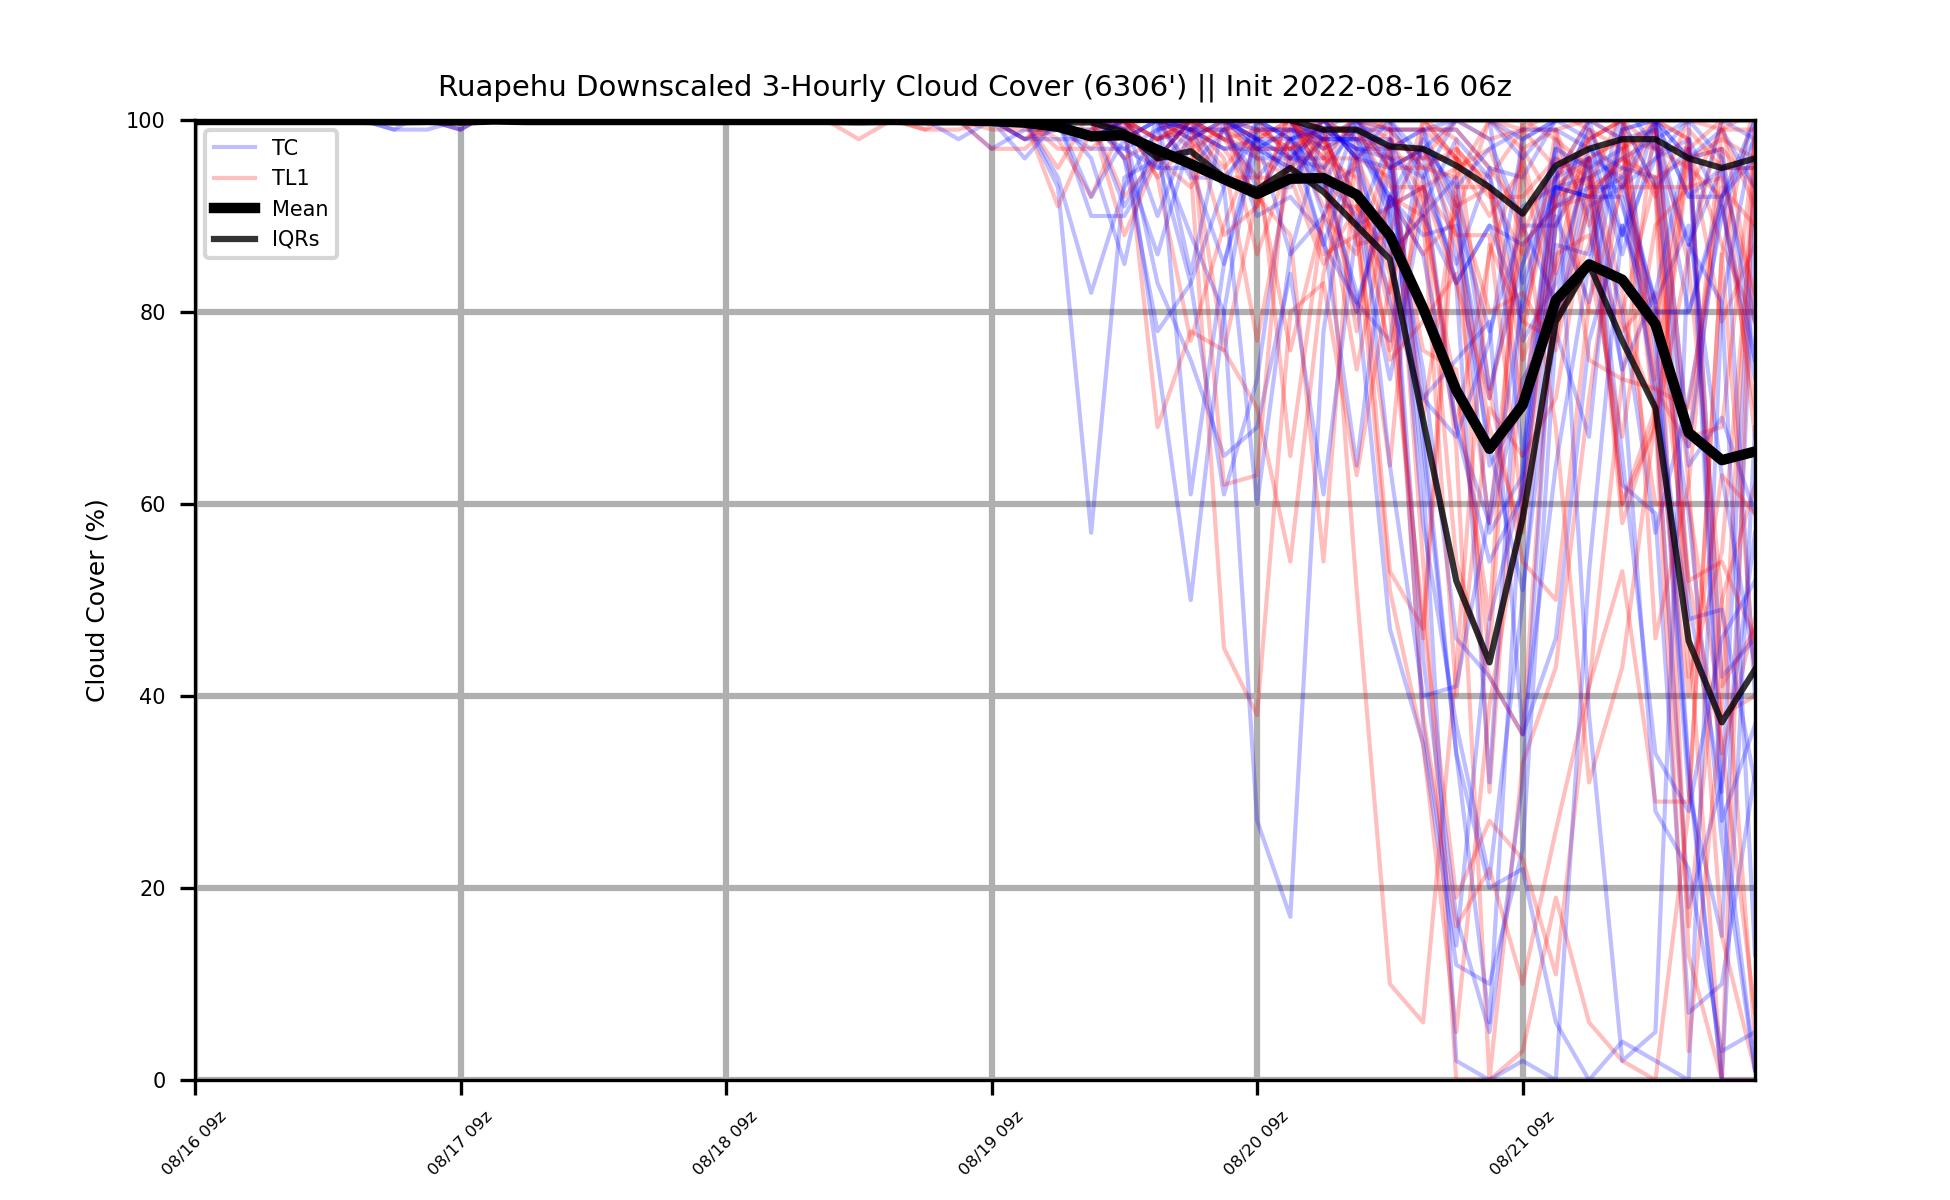 Ruapehu Downscaled 3-Hourly Cloud Cover (6306') || Init 2022-08-16 06z
Cloud Cover (%)
100
80
60
40
20
0
TC
TL1
Mean
IQRs
08/16 09z
08/17 09z
08/18 09z
08/19 09z
08/20 09z
08/21 09z